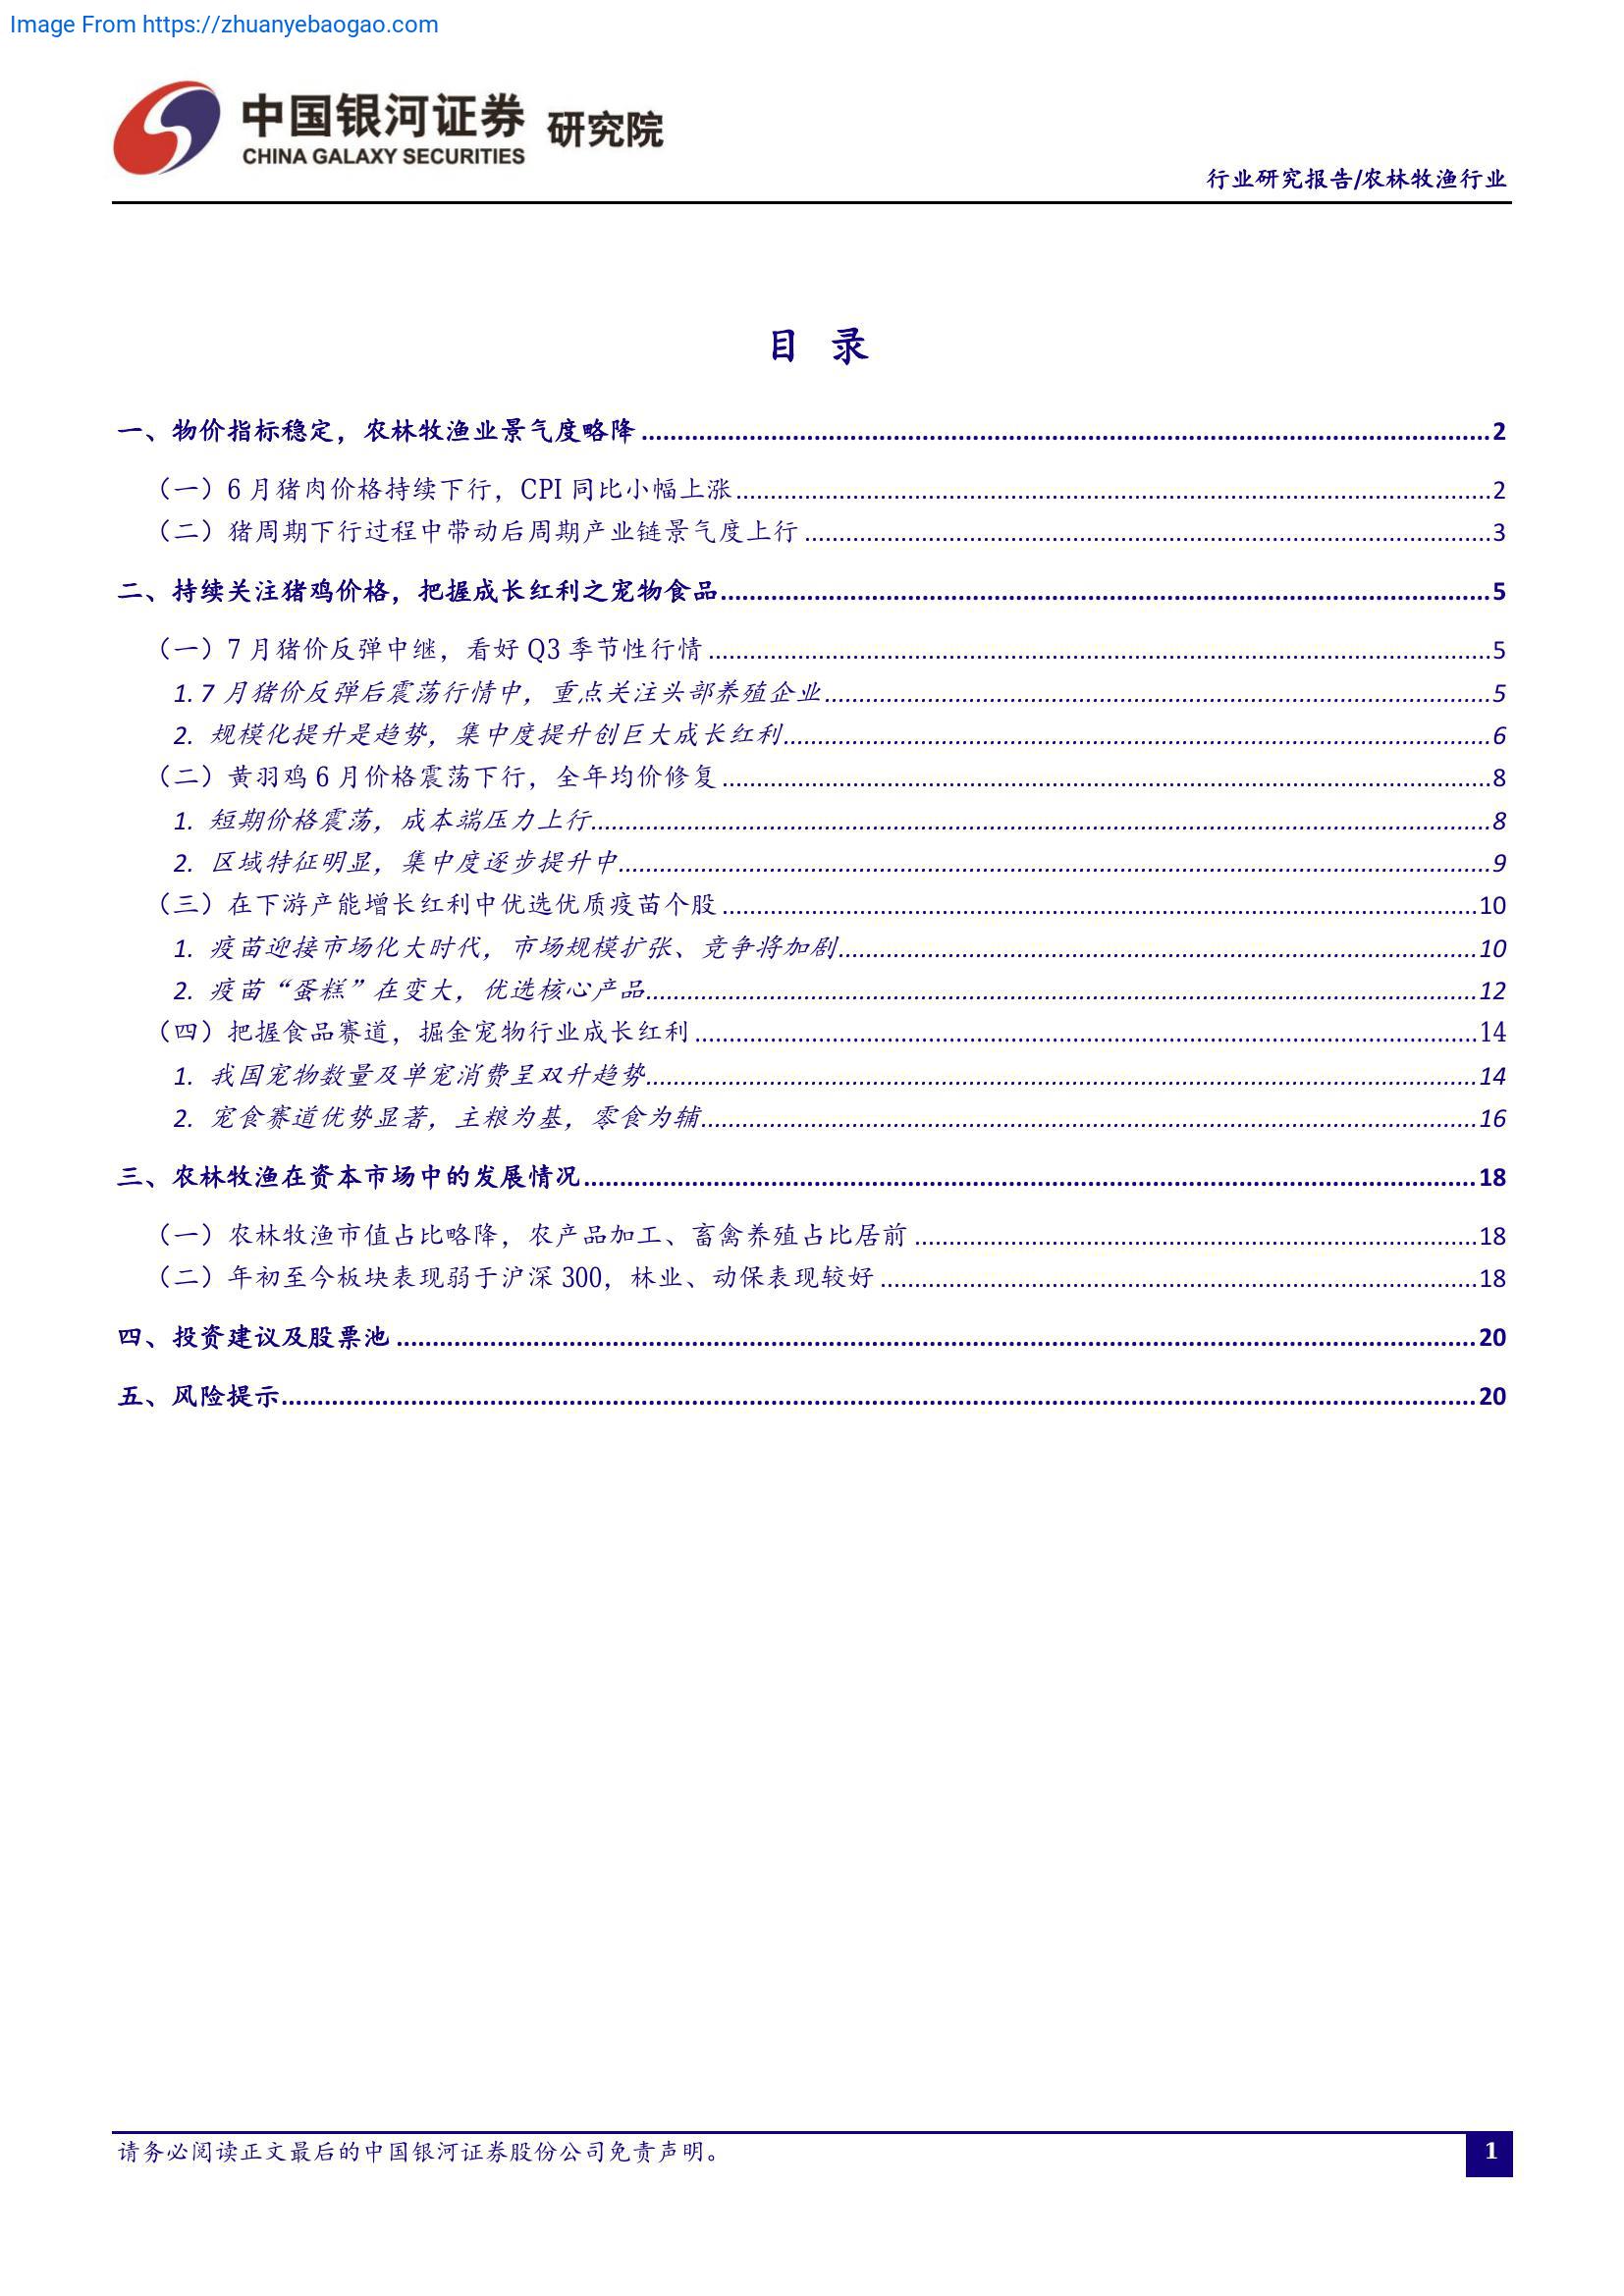 Image From https://zhuanyebaogao.com
中国银河证券 研究院
CHINA GALAXY SECURITIES
行业研究报告/农林牧渔行业
目 录
一、物价指标稳定，农林牧渔业景气度略降 2
（一）6 月猪肉价格持续下行，CPI 同比小幅上涨 2
（二）猪周期下行过程中带动后周期产业链景气度上行 3
二、持续关注猪鸡价格，把握成长红利之宠物食品 5
（一）7 月猪价反弹中继，看好 Q3 季节性行情 5
1. 7 月猪价反弹后震荡行情中，重点关注头部养殖企业 5
2. 规模化提升是趋势，集中度提升创巨大成长红利 6
（二）黄羽鸡 6 月价格震荡下行，全年均价修复 8
1. 短期价格震荡，成本端压力上行 8
2. 区域特征明显，集中度逐步提升中 9
（三）在下游产能增长红利中优选优质疫苗个股 10
1. 疫苗迎接市场化大时代，市场规模扩张、竞争将加剧 10
2. 疫苗“蛋糕”在变大，优选核心产品 12
（四）把握食品赛道，掘金宠物行业成长红利 14
1. 我国宠物数量及单宠消费呈双升趋势 14
2. 宠食赛道优势显著，主粮为基，零食为辅 16
三、农林牧渔在资本市场中的发展情况 18
（一）农林牧渔市值占比略降，农产品加工、畜禽养殖占比居前 18
（二）年初至今板块表现弱于沪深 300，林业、动保表现较好 18
四、投资建议及股票池 20
五、风险提示 20
请务必阅读正文最后的中国银河证券股份公司免责声明。 1